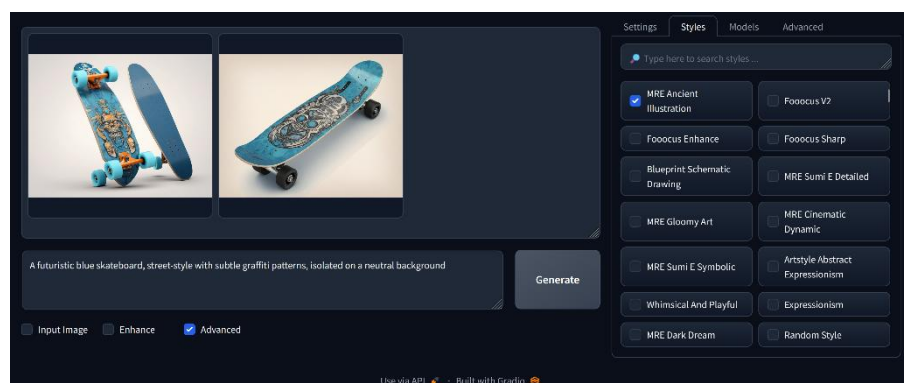 Settings
Styles
Models
Advanced
Type here to search styles ...
MRE Ancient
Illustration
Fooocus V2
Fooocus Enhance
Fooocus Sharp
Blueprint Schematic
Drawing
MRE Sumi E Detailed
MRE Gloomy Art
MRE Cinematic
Dynamic
MRE Sumi E Symbolic
Artstyle Abstract
Expressionism
Whimsical And Playful
Expressionism
MRE Dark Dream
Random Style
A futuristic blue skateboard, street-style with subtle graffiti patterns, isolated on a neutral background
Generate
Input Image
Enhance
Advanced
Use via API
·
Built with Gradio